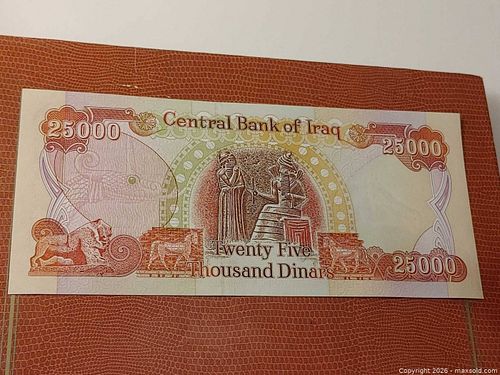 Central Bank of Iraq
25000
25000
Twenty Five
Thousand Dinars
25000
Copyright 2026 - maxsold.com